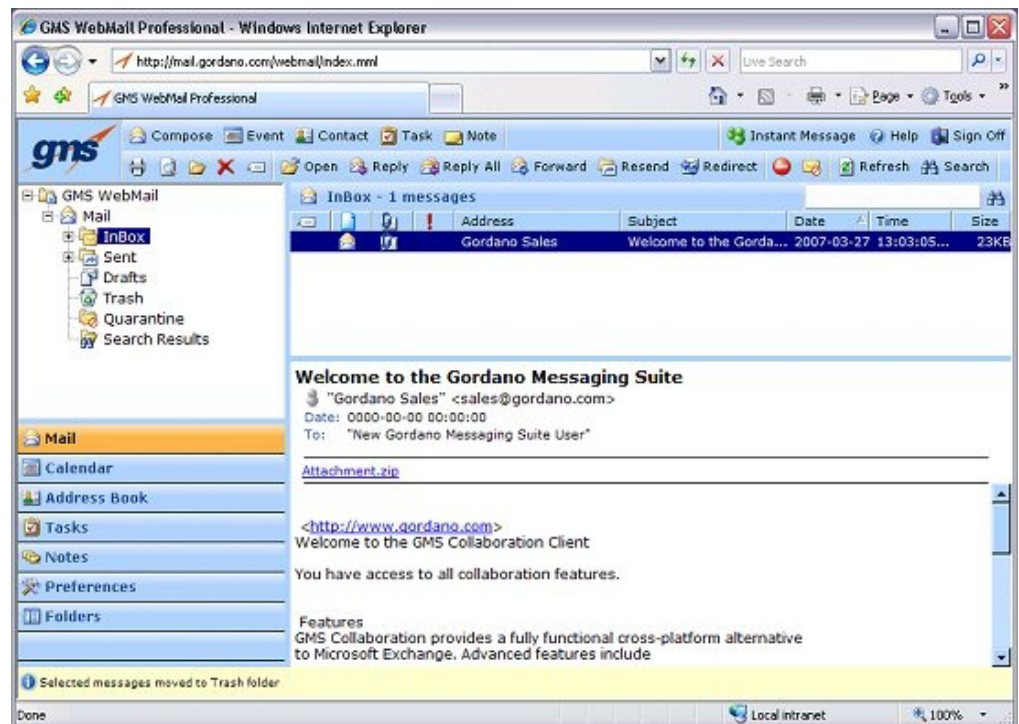 GMS WebMail Professional - Windows Internet Explorer
http://mail.gordano.com/webmail/index.mml
Live Search
GMS WebMail Professional
Page
Tools
gms
Compose Event Contact Task Note Instant Message Help Sign Off
Open Reply Reply All Forward Resend Redirect Refresh Search
GMS WebMail
Mail
InBox
Sent
Drafts
Trash
Quarantine
Search Results
Mail
Calendar
Address Book
Tasks
Notes
Preferences
Folders
InBox - 1 messages
Address Subject Date Time Size
Gordano Sales Welcome to the Gorda... 2007-03-27 13:03:05... 23KB
Welcome to the Gordano Messaging Suite
"Gordano Sales" <sales@gordano.com>
Date: 0000-00-00 00:00:00
To: "New Gordano Messaging Suite User"
Attachment.zip
<http://www.gordano.com>
Welcome to the GMS Collaboration Client
You have access to all collaboration features.
Features
GMS Collaboration provides a fully functional cross-platform alternative
to Microsoft Exchange. Advanced features include
Selected messages moved to Trash folder
Done
Local intranet
100%